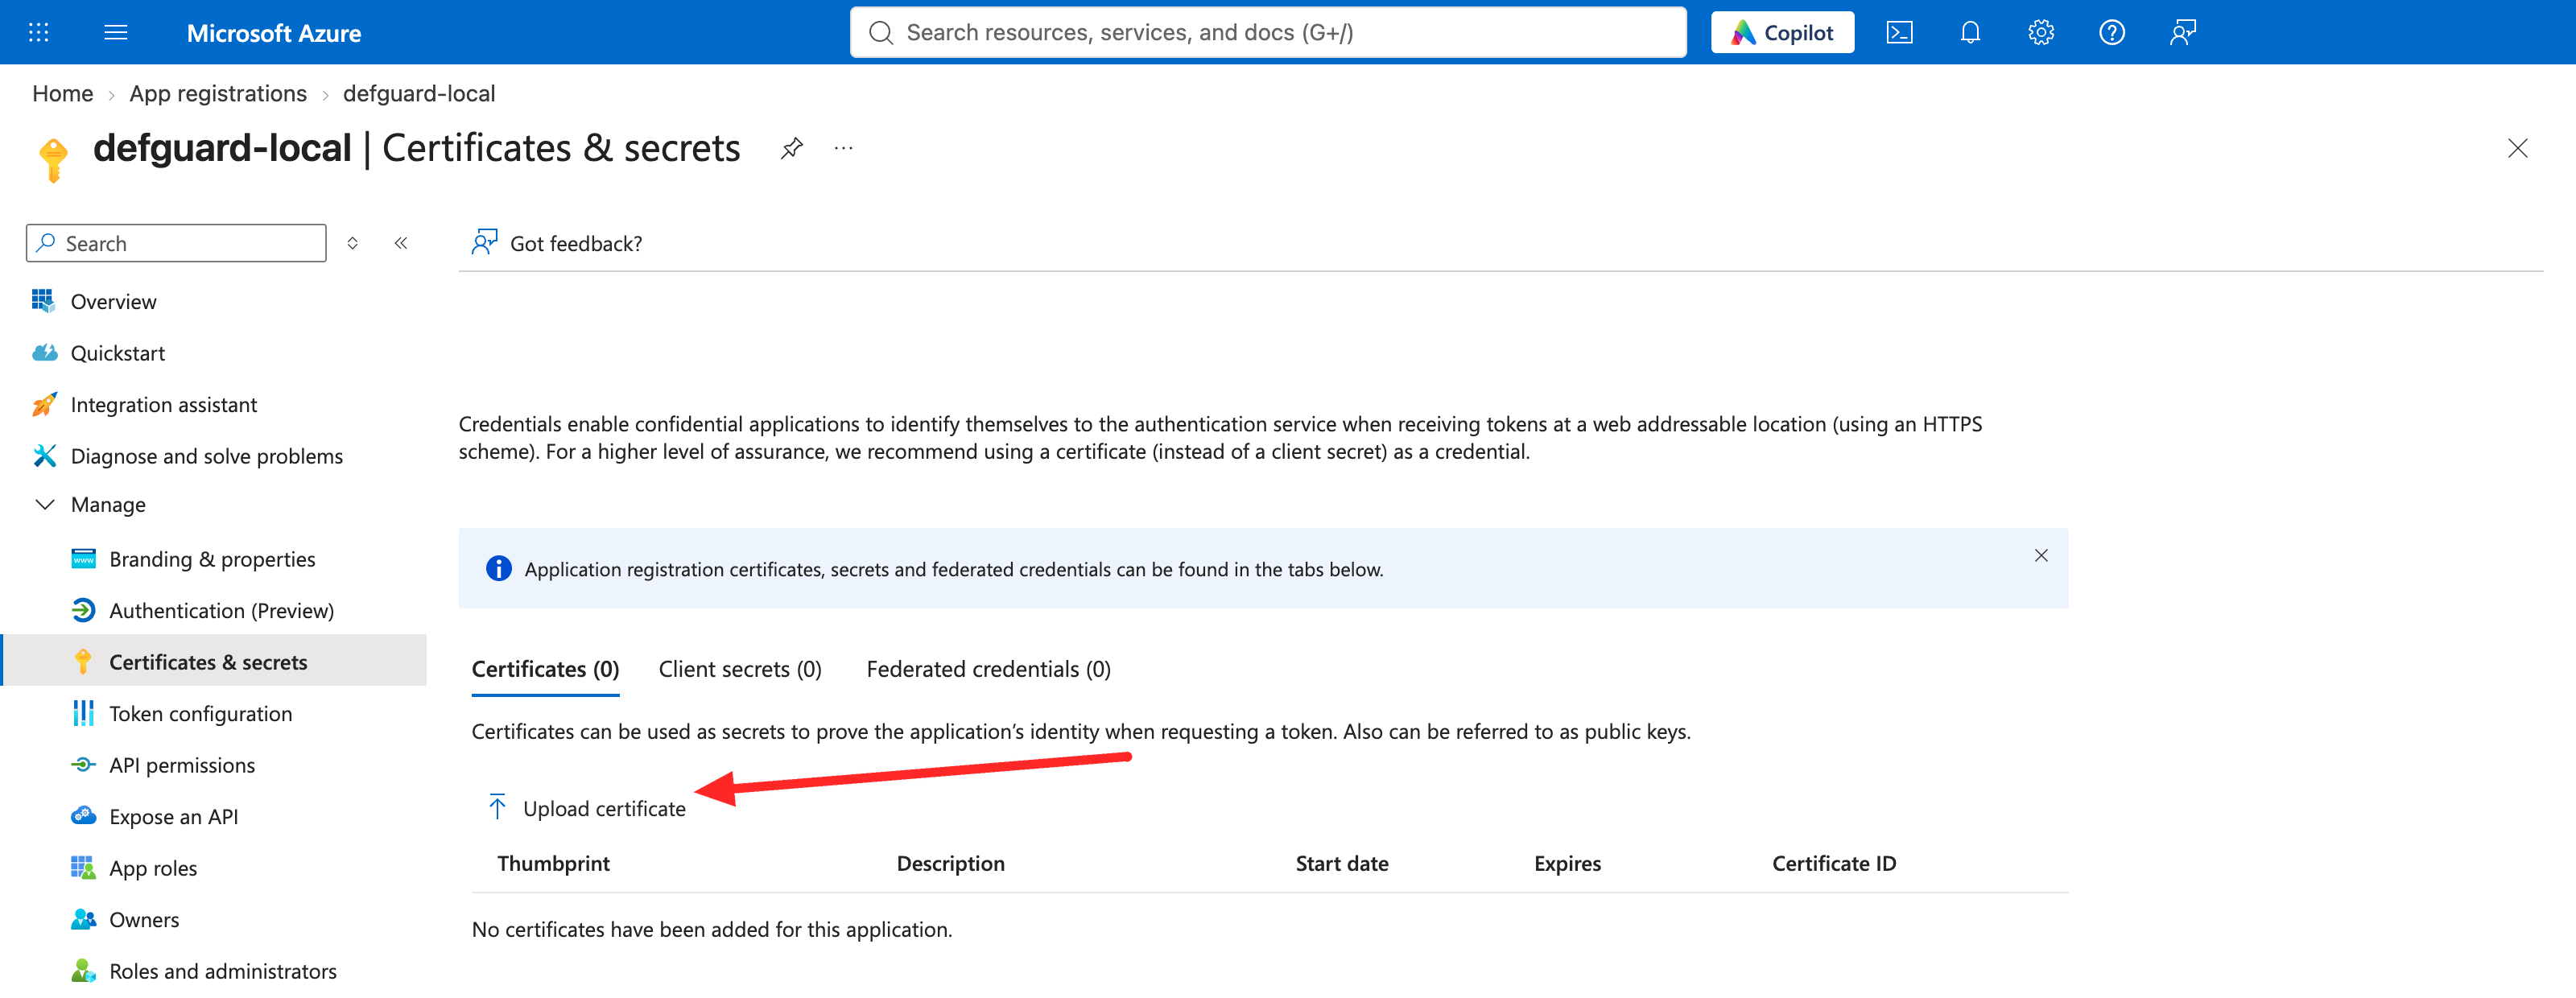 Microsoft Azure
Search resources, services, and docs (G+/)
Copilot
Home > App registrations > defguard-local
defguard-local | Certificates & secrets
Search
Got feedback?
Overview
Quickstart
Integration assistant
Diagnose and solve problems
Manage
Branding & properties
Authentication (Preview)
Certificates & secrets
Token configuration
API permissions
Expose an API
App roles
Owners
Roles and administrators
Credentials enable confidential applications to identify themselves to the authentication service when receiving tokens at a web addressable location (using an HTTPS
scheme). For a higher level of assurance, we recommend using a certificate (instead of a client secret) as a credential.
Application registration certificates, secrets and federated credentials can be found in the tabs below.
Certificates (0) Client secrets (0) Federated credentials (0)
Certificates can be used as secrets to prove the application’s identity when requesting a token. Also can be referred to as public keys.
Upload certificate
Thumbprint Description Start date Expires Certificate ID
No certificates have been added for this application.